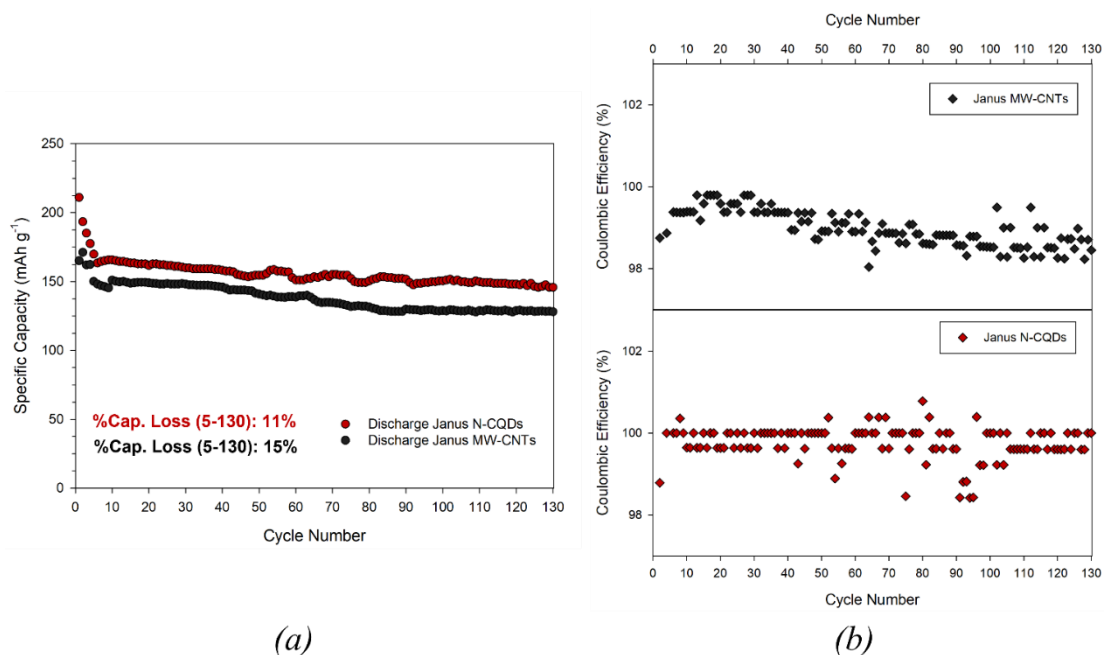 250
200
150
100
50
0
Specific Capacity (mAh g⁻¹)
%Cap. Loss (5-130): 11%
%Cap. Loss (5-130): 15%
Discharge Janus N-CQDs
Discharge Janus MW-CNTs
0 10 20 30 40 50 60 70 80 90 100 110 120 130
Cycle Number
(a)
Cycle Number
0 10 20 30 40 50 60 70 80 90 100 110 120 130
Janus MW-CNTs
102
100
98
Coulombic Efficiency (%)
Janus N-CQDs
102
100
98
Coulombic Efficiency (%)
0 10 20 30 40 50 60 70 80 90 100 110 120 130
Cycle Number
(b)